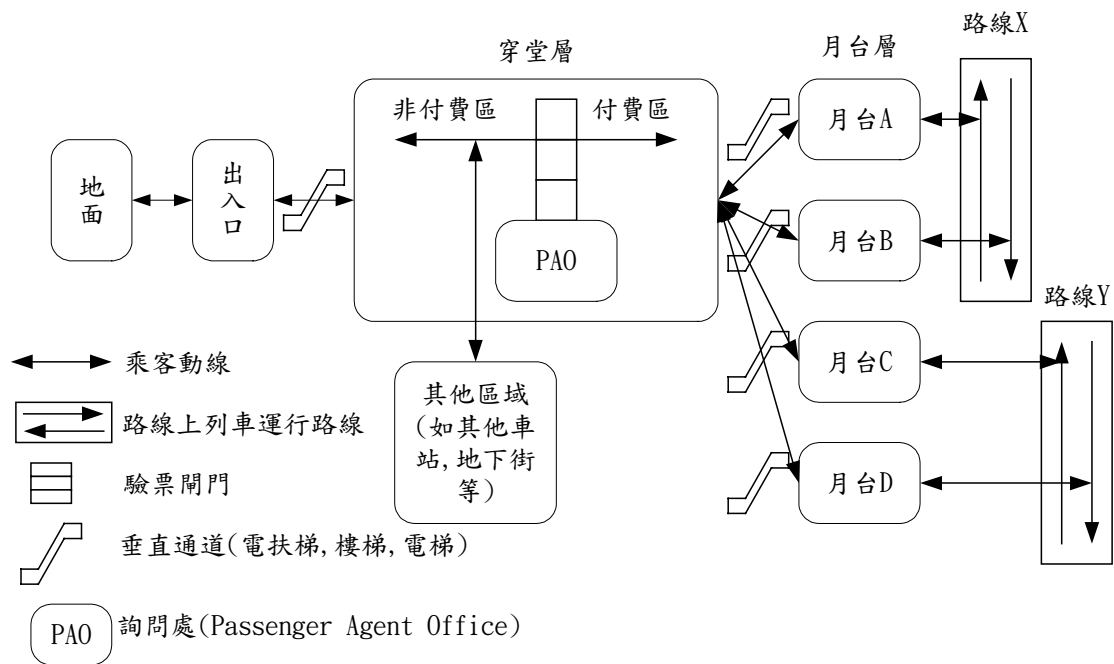 路線X
穿堂層
月台層
非付費區
付費區
月台A
地
面
出
入
口
月台B
PAO
路線Y
乘客動線
月台C
其他區域
(如其他車
站,地下街
等)
路線上列車運行路線
驗票閘門
月台D
垂直通道(電扶梯,樓梯,電梯)
PAO
詢問處(Passenger Agent Office)